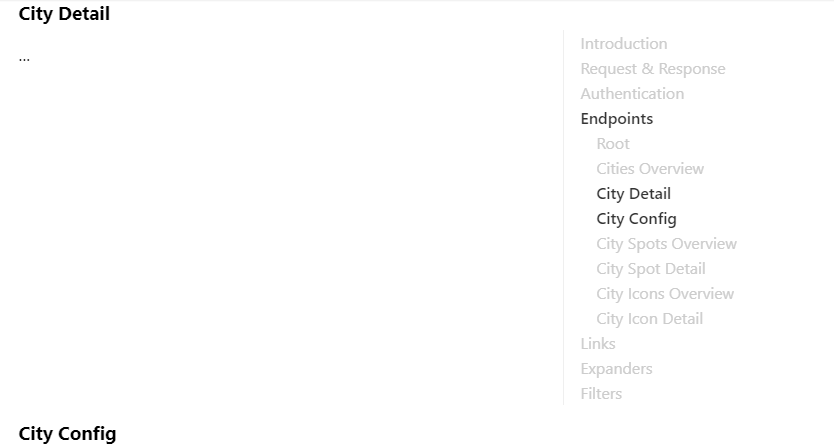 City Detail
...
Introduction
Request & Response
Authentication
Endpoints
Root
Cities Overview
City Detail
City Config
City Spots Overview
City Spot Detail
City Icons Overview
City Icon Detail
Links
Expanders
Filters
City Config